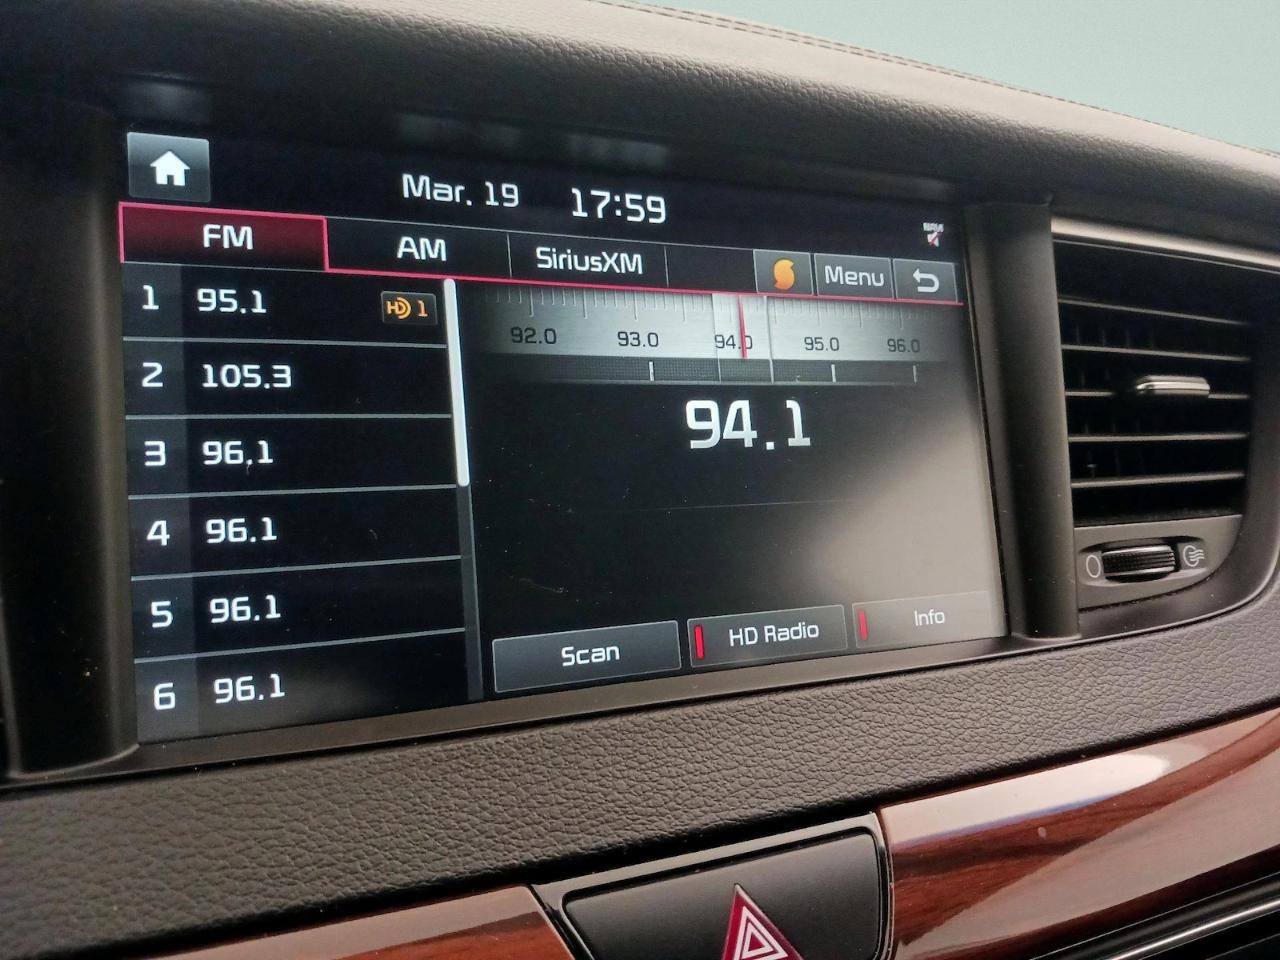 Mar. 19 17:59
NAVI
FM AM SiriusXM Menu
1 95.1 HD 1
2 105.3
3 96.1
4 96.1
5 96.1
6 96.1
92.0 93.0 94.0 95.0 96.0
94.1
Scan HD Radio Info